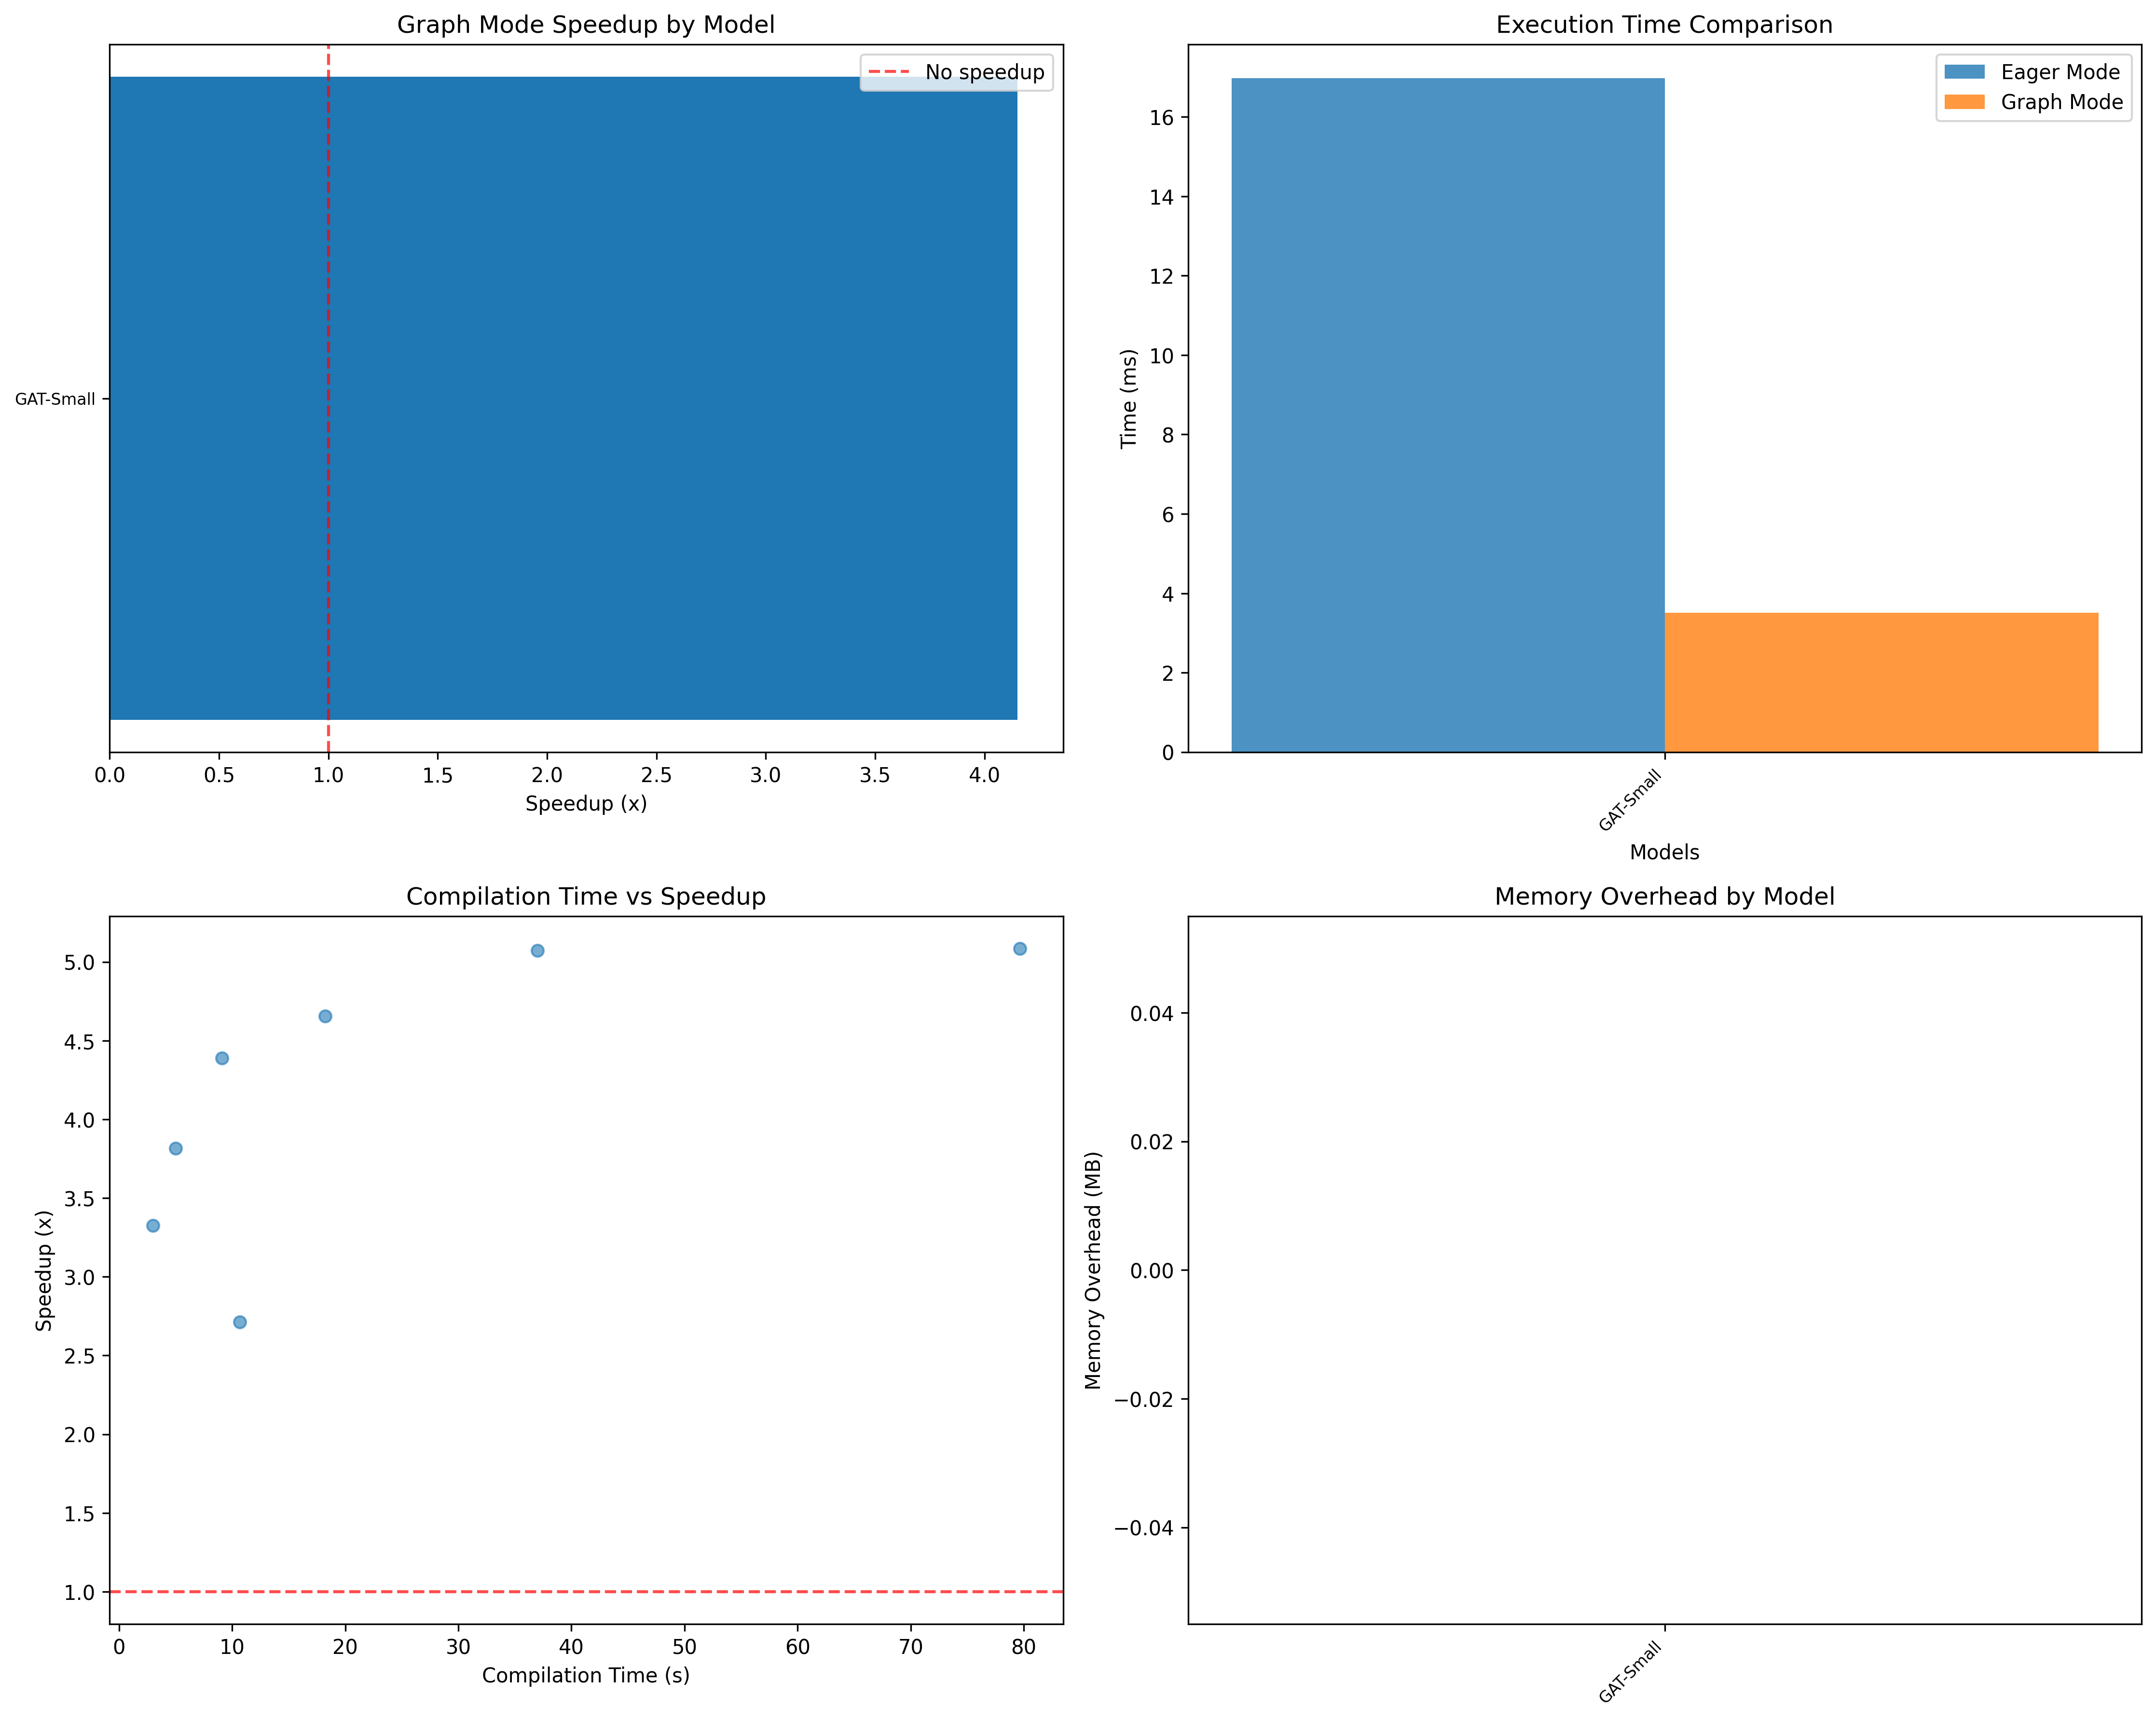 Graph Mode Speedup by Model
No speedup
GAT-Small
0.0 0.5 1.0 1.5 2.0 2.5 3.0 3.5 4.0
Speedup (x)
Execution Time Comparison
Eager Mode
Graph Mode
16
14
12
10
8
6
4
2
0
Time (ms)
GAT-Small
Models
Compilation Time vs Speedup
5.0
4.5
4.0
3.5
3.0
2.5
2.0
1.5
1.0
Speedup (x)
0 10 20 30 40 50 60 70 80
Compilation Time (s)
Memory Overhead by Model
0.04
0.02
0.00
−0.02
−0.04
Memory Overhead (MB)
GAT-Small